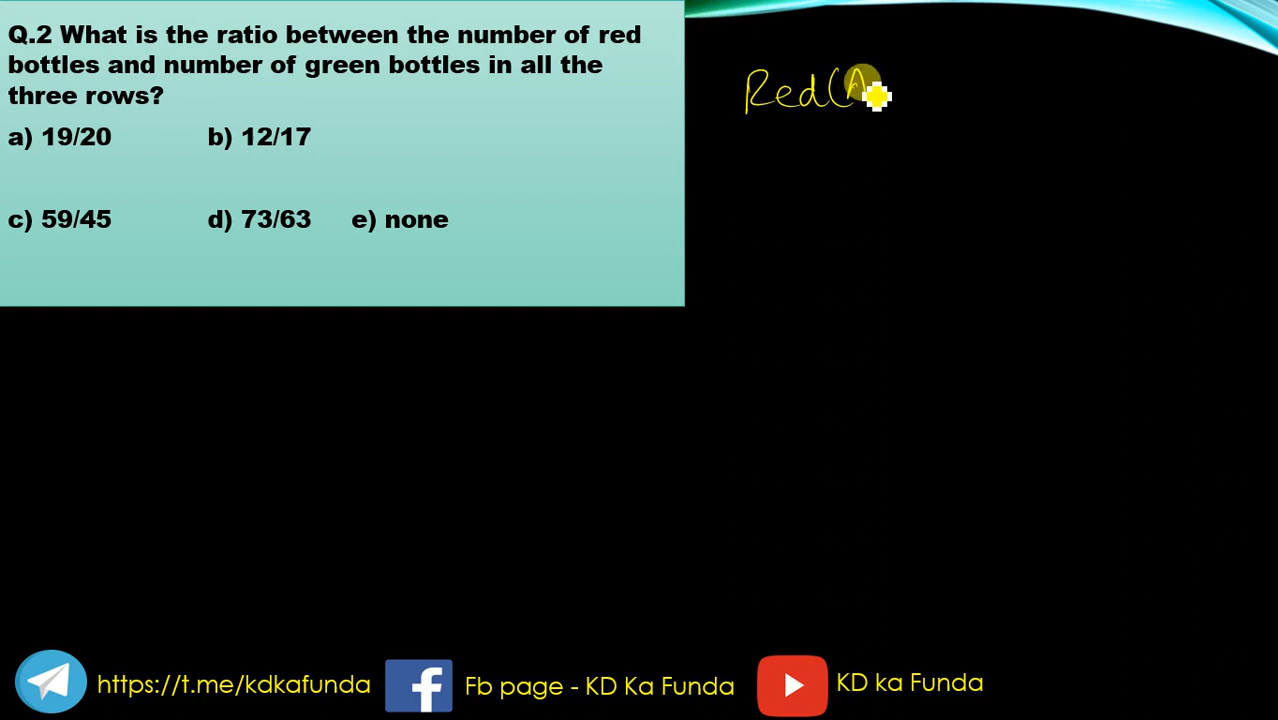 Q.2 What is the ratio between the number of red
bottles and number of green bottles in all the
three rows?
a) 19/20 b) 12/17
c) 59/45 d) 73/63 e) none
Red(A
https://t.me/kdkafunda Fb page - KD Ka Funda KD ka Funda